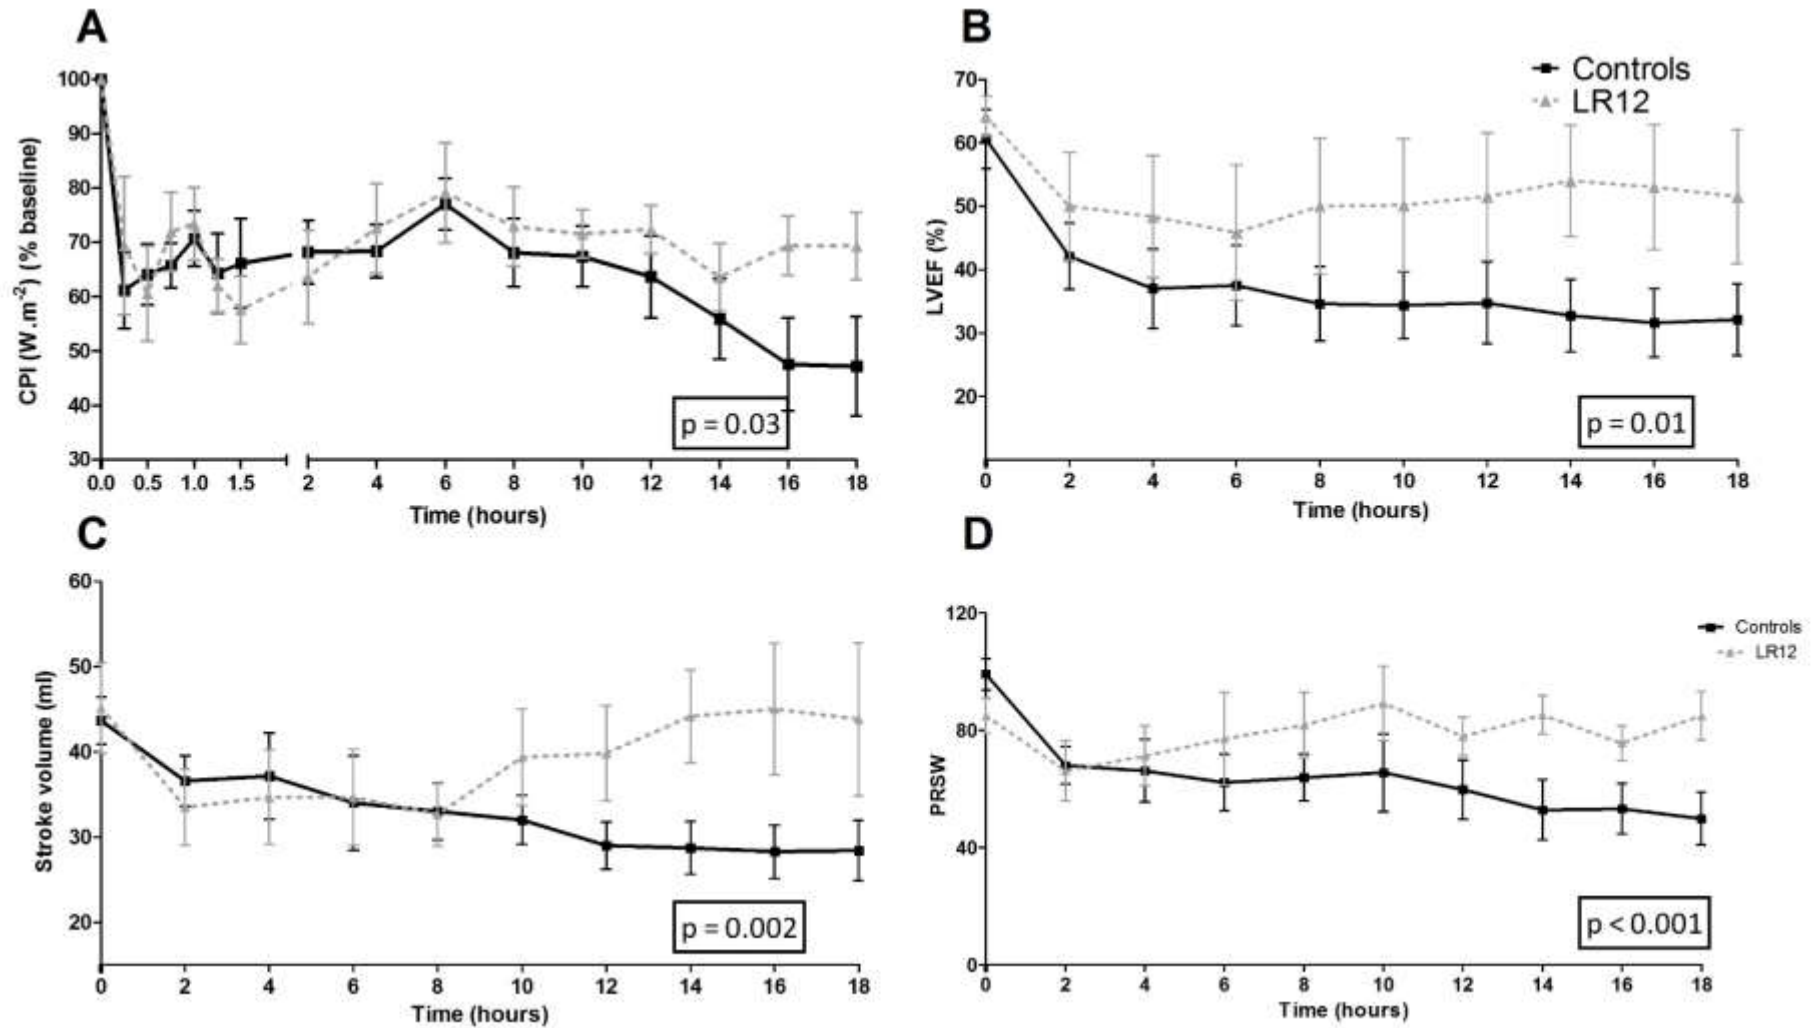 A
CPI (W.m-2) (% baseline)
100
90
80
70
60
50
40
30
p = 0.03
0.0 0.5 1.0 1.5 2 4 6 8 10 12 14 16 18
Time (hours)
B
Controls
LR12
LVEF (%)
70
60
50
40
30
20
p = 0.01
0 2 4 6 8 10 12 14 16 18
Time (hours)
C
Stroke volume (ml)
60
50
40
30
20
p = 0.002
0 2 4 6 8 10 12 14 16 18
Time (hours)
D
Controls
LR12
PRSW
120
80
40
0
p < 0.001
0 2 4 6 8 10 12 14 16 18
Time (hours)